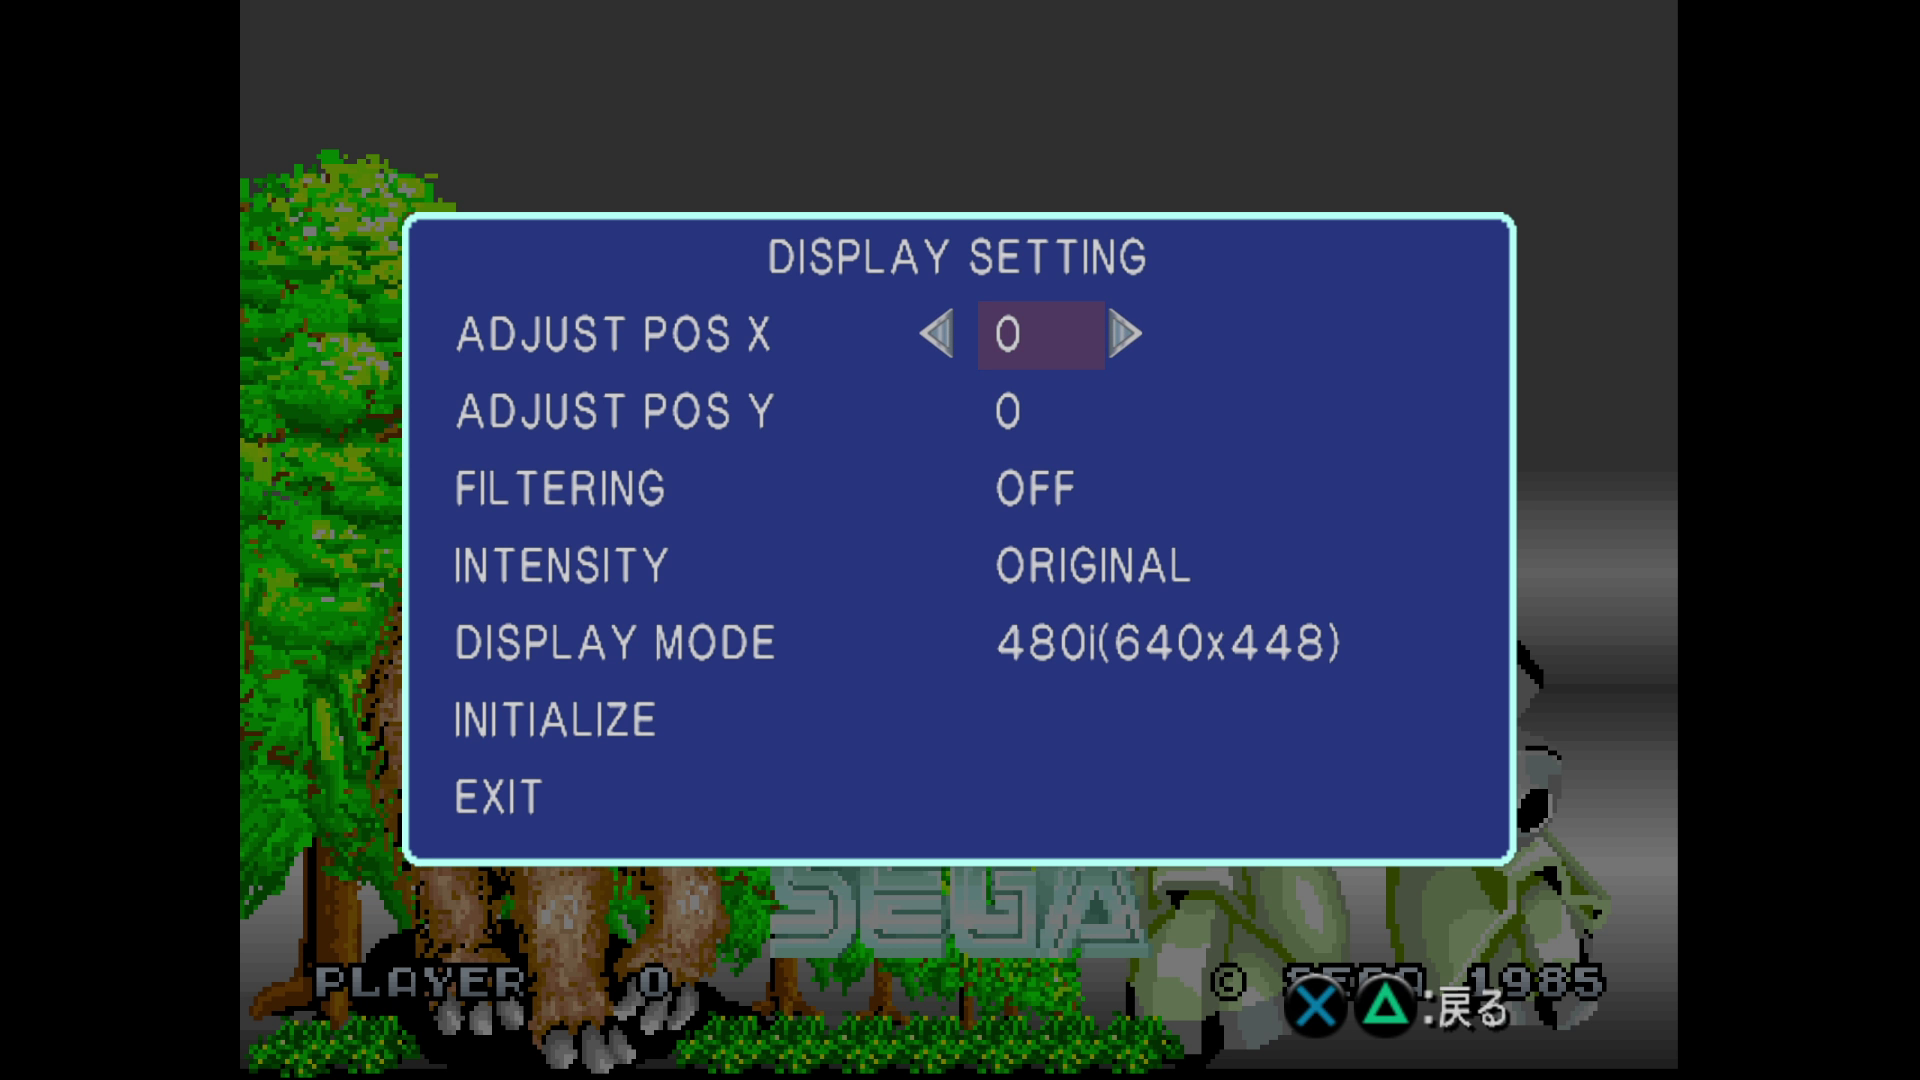 DISPLAY SETTING
ADJUST POS X 0
ADJUST POS Y 0
FILTERING OFF
INTENSITY ORIGINAL
DISPLAY MODE 480i(640x448)
INITIALIZE
EXIT
SEGA
PLAYER 0 © SEGA 1985
:戻る